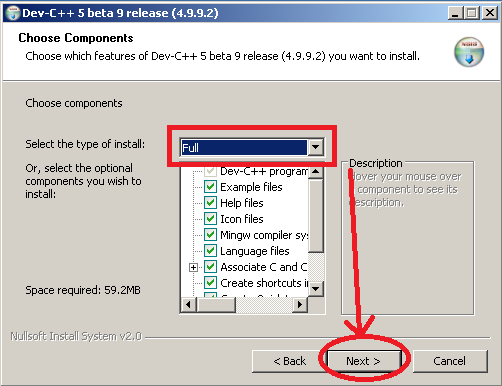 Dev-C++ 5 beta 9 release (4.9.9.2)
Choose Components
Choose which features of Dev-C++ 5 beta 9 release (4.9.9.2) you want to install.
Choose components
Select the type of install:
Full
Or, select the optional
components you wish to
install:
Dev-C++ program
Example files
Help files
Icon files
Mingw compiler sy
Language files
Associate C and C
Create shortcuts i
Description
Hover your mouse over
component to see its
description.
Space required: 59.2MB
Nullsoft Install System v2.0
< Back
Next >
Cancel